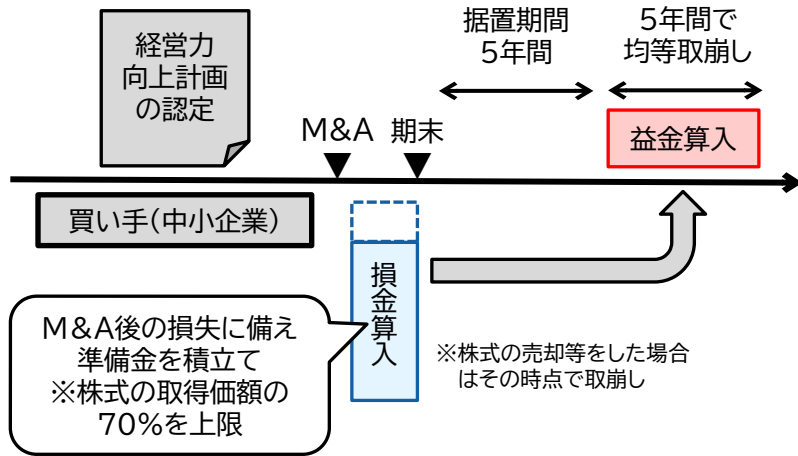 経営力
向上計画
の認定
据置期間
5年間
5年間で
均等取崩し
M&A
期末
益金算入
買い手(中小企業)
損金算入
M&A後の損失に備え
準備金を積立て
※株式の取得価額の
70%を上限
※株式の売却等をした場合
はその時点で取崩し